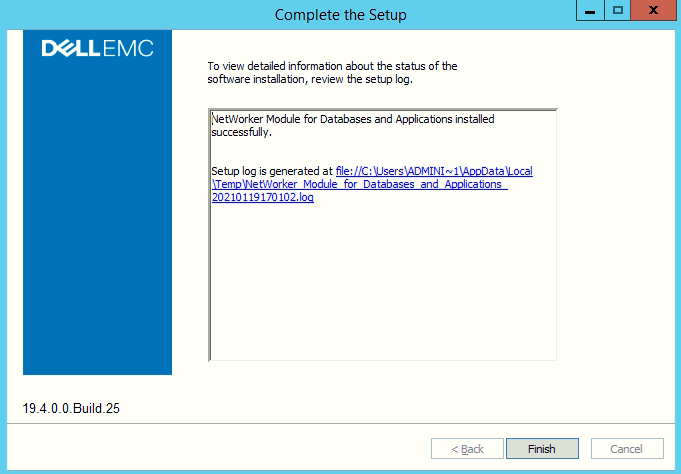 Complete the Setup
DELLEMC
To view detailed information about the status of the
software installation, review the setup log.
NetWorker Module for Databases and Applications installed
successfully.
Setup log is generated at file://C:\Users\ADMINI~1\AppData\Local
\Temp\NetWorker_Module_for_Databases_and_Applications_
20210119170102.log
19.4.0.0.Build.25
< Back
Finish
Cancel